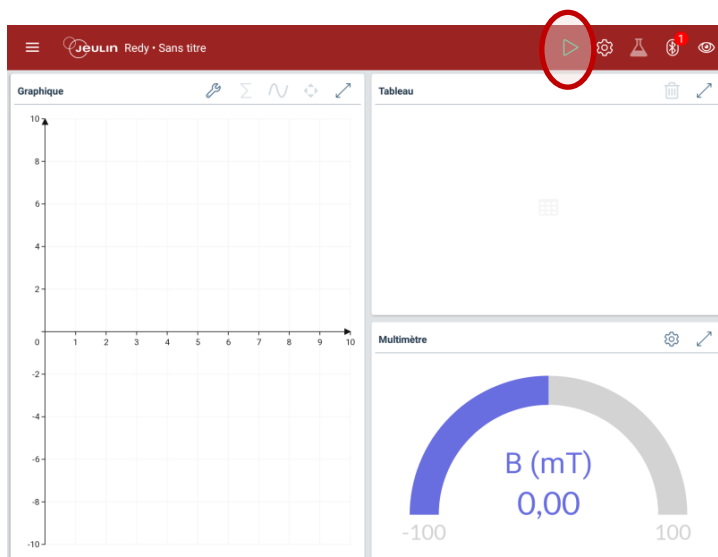 Jeulin Redy • Sans titre
1
Graphique
Tableau
10
8
6
4
2
0 1 2 3 4 5 6 7 8 9 10
-2
-4
-6
-8
-10
Multimètre
B (mT)
0,00
-100 100